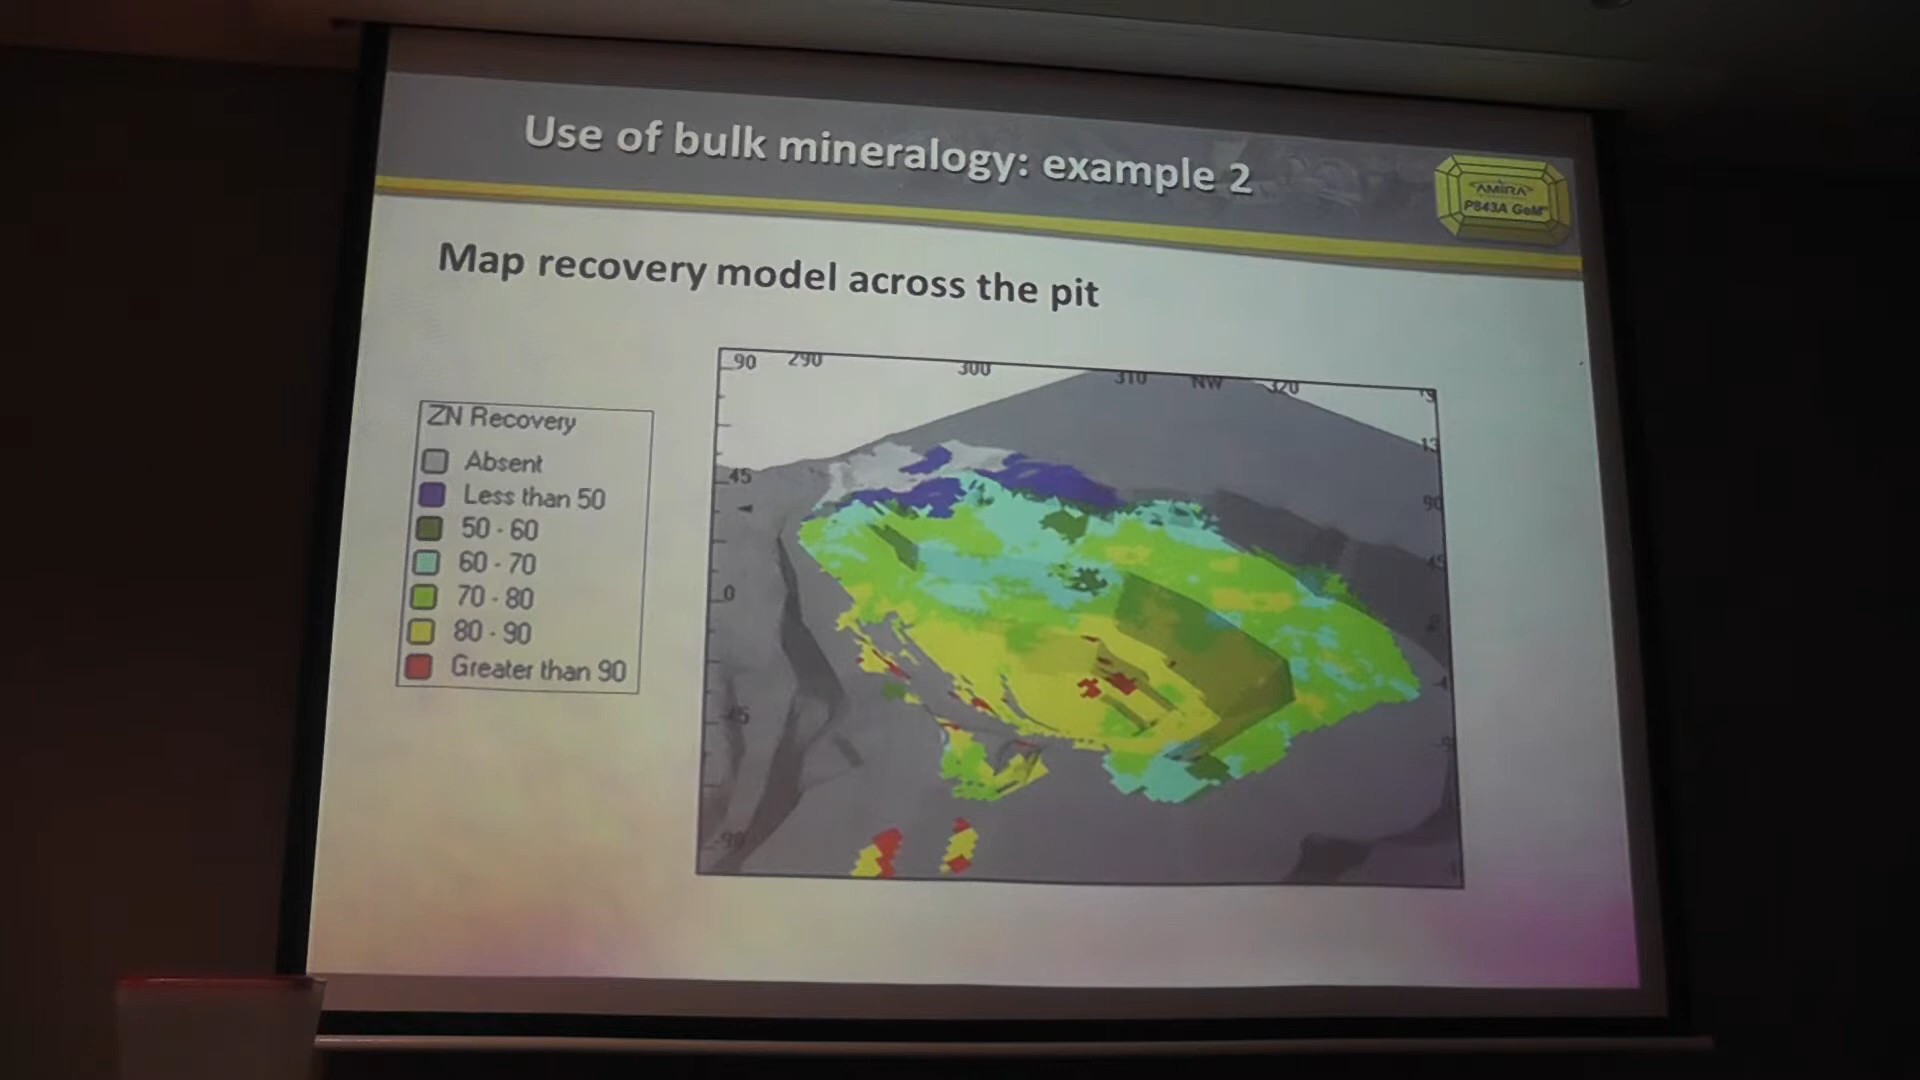 Use of bulk mineralogy: example 2
AMIRA
P843A GeM
Map recovery model across the pit
ZN Recovery
Absent
Less than 50
50 - 60
60 - 70
70 - 80
80 - 90
Greater than 90
90 290 300 310 NW 320
13
45
90
45
0
-45
-90